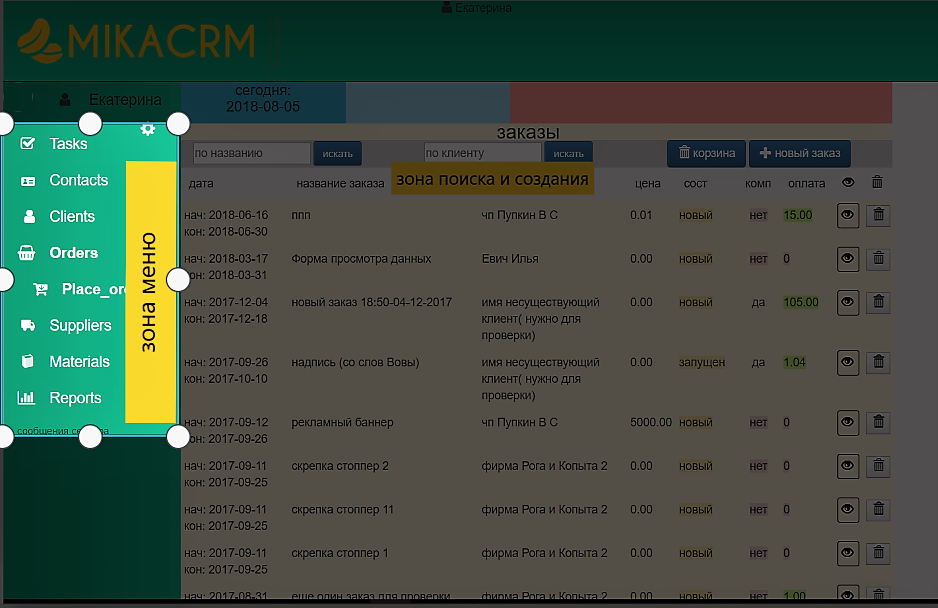 Екатерина
MIKACRM
Екатерина
сегодня:
2018-08-05
Tasks
Contacts
Clients
Orders
Suppliers
Materials
Reports
зона меню
заказы
по названию искать по клиенту искать корзина новый заказ
зона поиска и создания
дата название заказа цена сост комп оплата
нач: 2018-06-16 ппп чп Пупкин В С 0.01 новый нет 15.00
кон: 2018-06-30
нач: 2018-03-17 Форма просмотра данных Евич Илья 0.00 новый нет 0
кон: 2018-03-31
нач: 2017-12-04 новый заказ 18:50-04-12-2017 имя несуществующий 0.00 новый да 105.00
кон: 2017-12-18 клиент( нужно для
проверки)
нач: 2017-09-26 надпись (со слов Вовы) имя несуществующий 0.00 запущен да 1.04
кон: 2017-10-10 клиент( нужно для
проверки)
нач: 2017-09-12 рекламный баннер чп Пупкин В С 5000.00 новый нет 0
2017-09-26
нач: 2017-09-11 скрепка стоппер 2 фирма Рога и Копыта 2 0.00 новый нет 0
кон: 2017-09-25
нач: 2017-09-11 скрепка стоппер 11 фирма Рога и Копыта 2 0.00 новый нет 0
кон: 2017-09-25
нач: 2017-09-11 скрепка стоппер 1 фирма Рога и Копыта 2 0.00 новый нет 0
кон: 2017-09-25
нач: 2017-08-31 еще один заказ для проверки фирма Рога и Копыта 2 0.00 новый нет 1.00